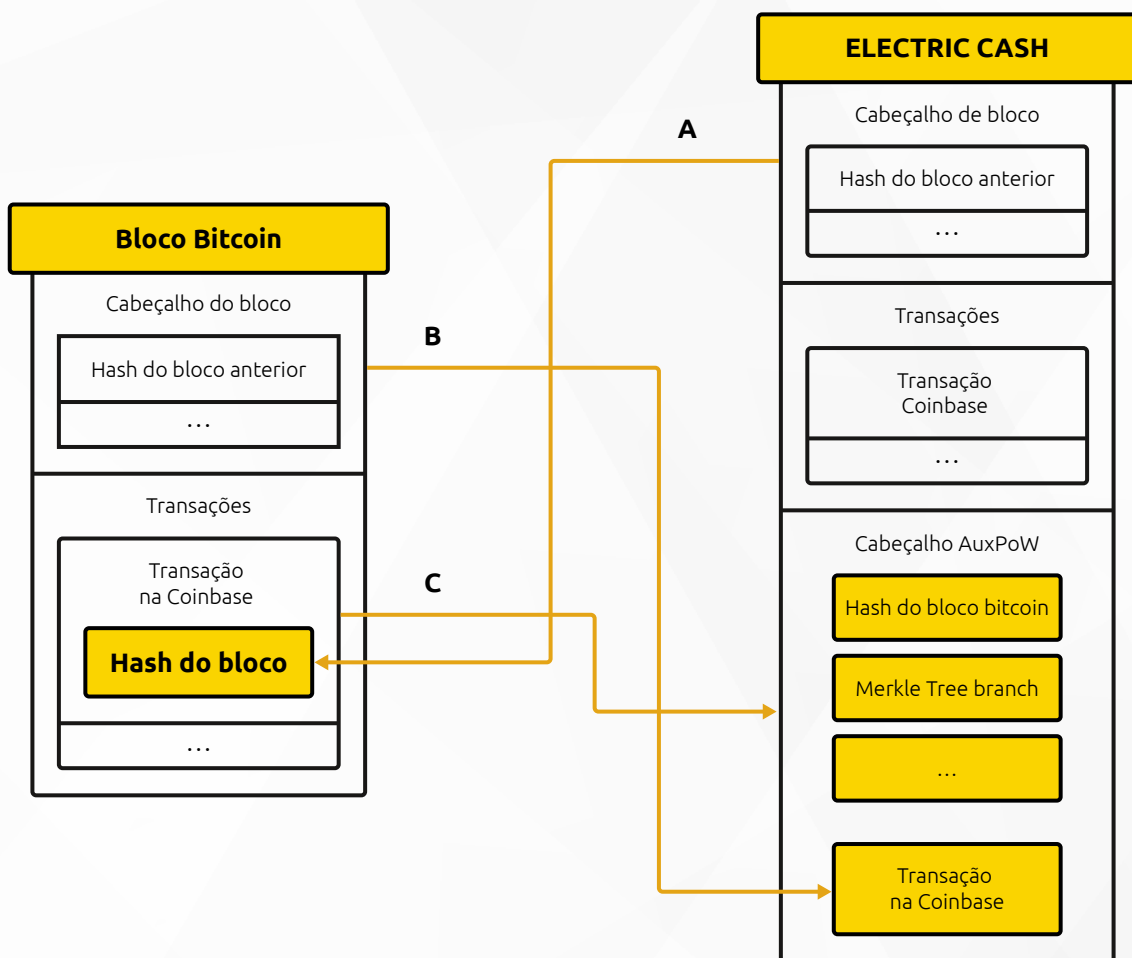 ELECTRIC CASH
Cabeçalho de bloco
Hash do bloco anterior
...
Transações
Transação
Coinbase
...
Cabeçalho AuxPoW
Hash do bloco bitcoin
Merkle Tree branch
...
Transação
na Coinbase
A
B
C
Bloco Bitcoin
Cabeçalho do bloco
Hash do bloco anterior
...
Transações
Transação
na Coinbase
Hash do bloco
...